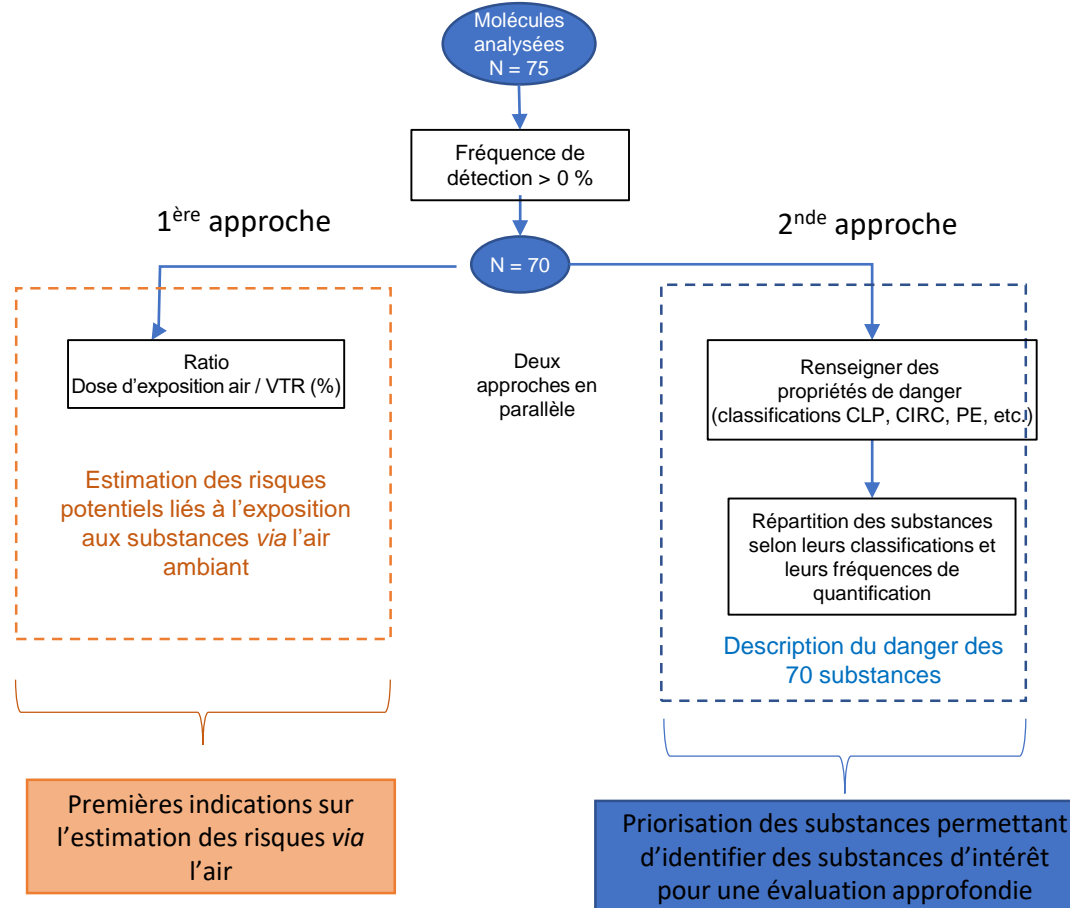 Molécules
analysées
N = 75
Fréquence de
détection > 0 %
1ère approche
2nde approche
N = 70
Ratio
Dose d’exposition air / VTR (%)
Estimation des risques
potentiels liés à l’exposition
aux substances via l’air
ambiant
Deux
approches en
parallèle
Renseigner des
propriétés de danger
(classifications CLP, CIRC, PE, etc.)
Répartition des substances
selon leurs classifications et
leurs fréquences de
quantification
Description du danger des
70 substances
Premières indications sur
l’estimation des risques via
l’air
Priorisation des substances permettant
d’identifier des substances d’intérêt
pour une évaluation approfondie